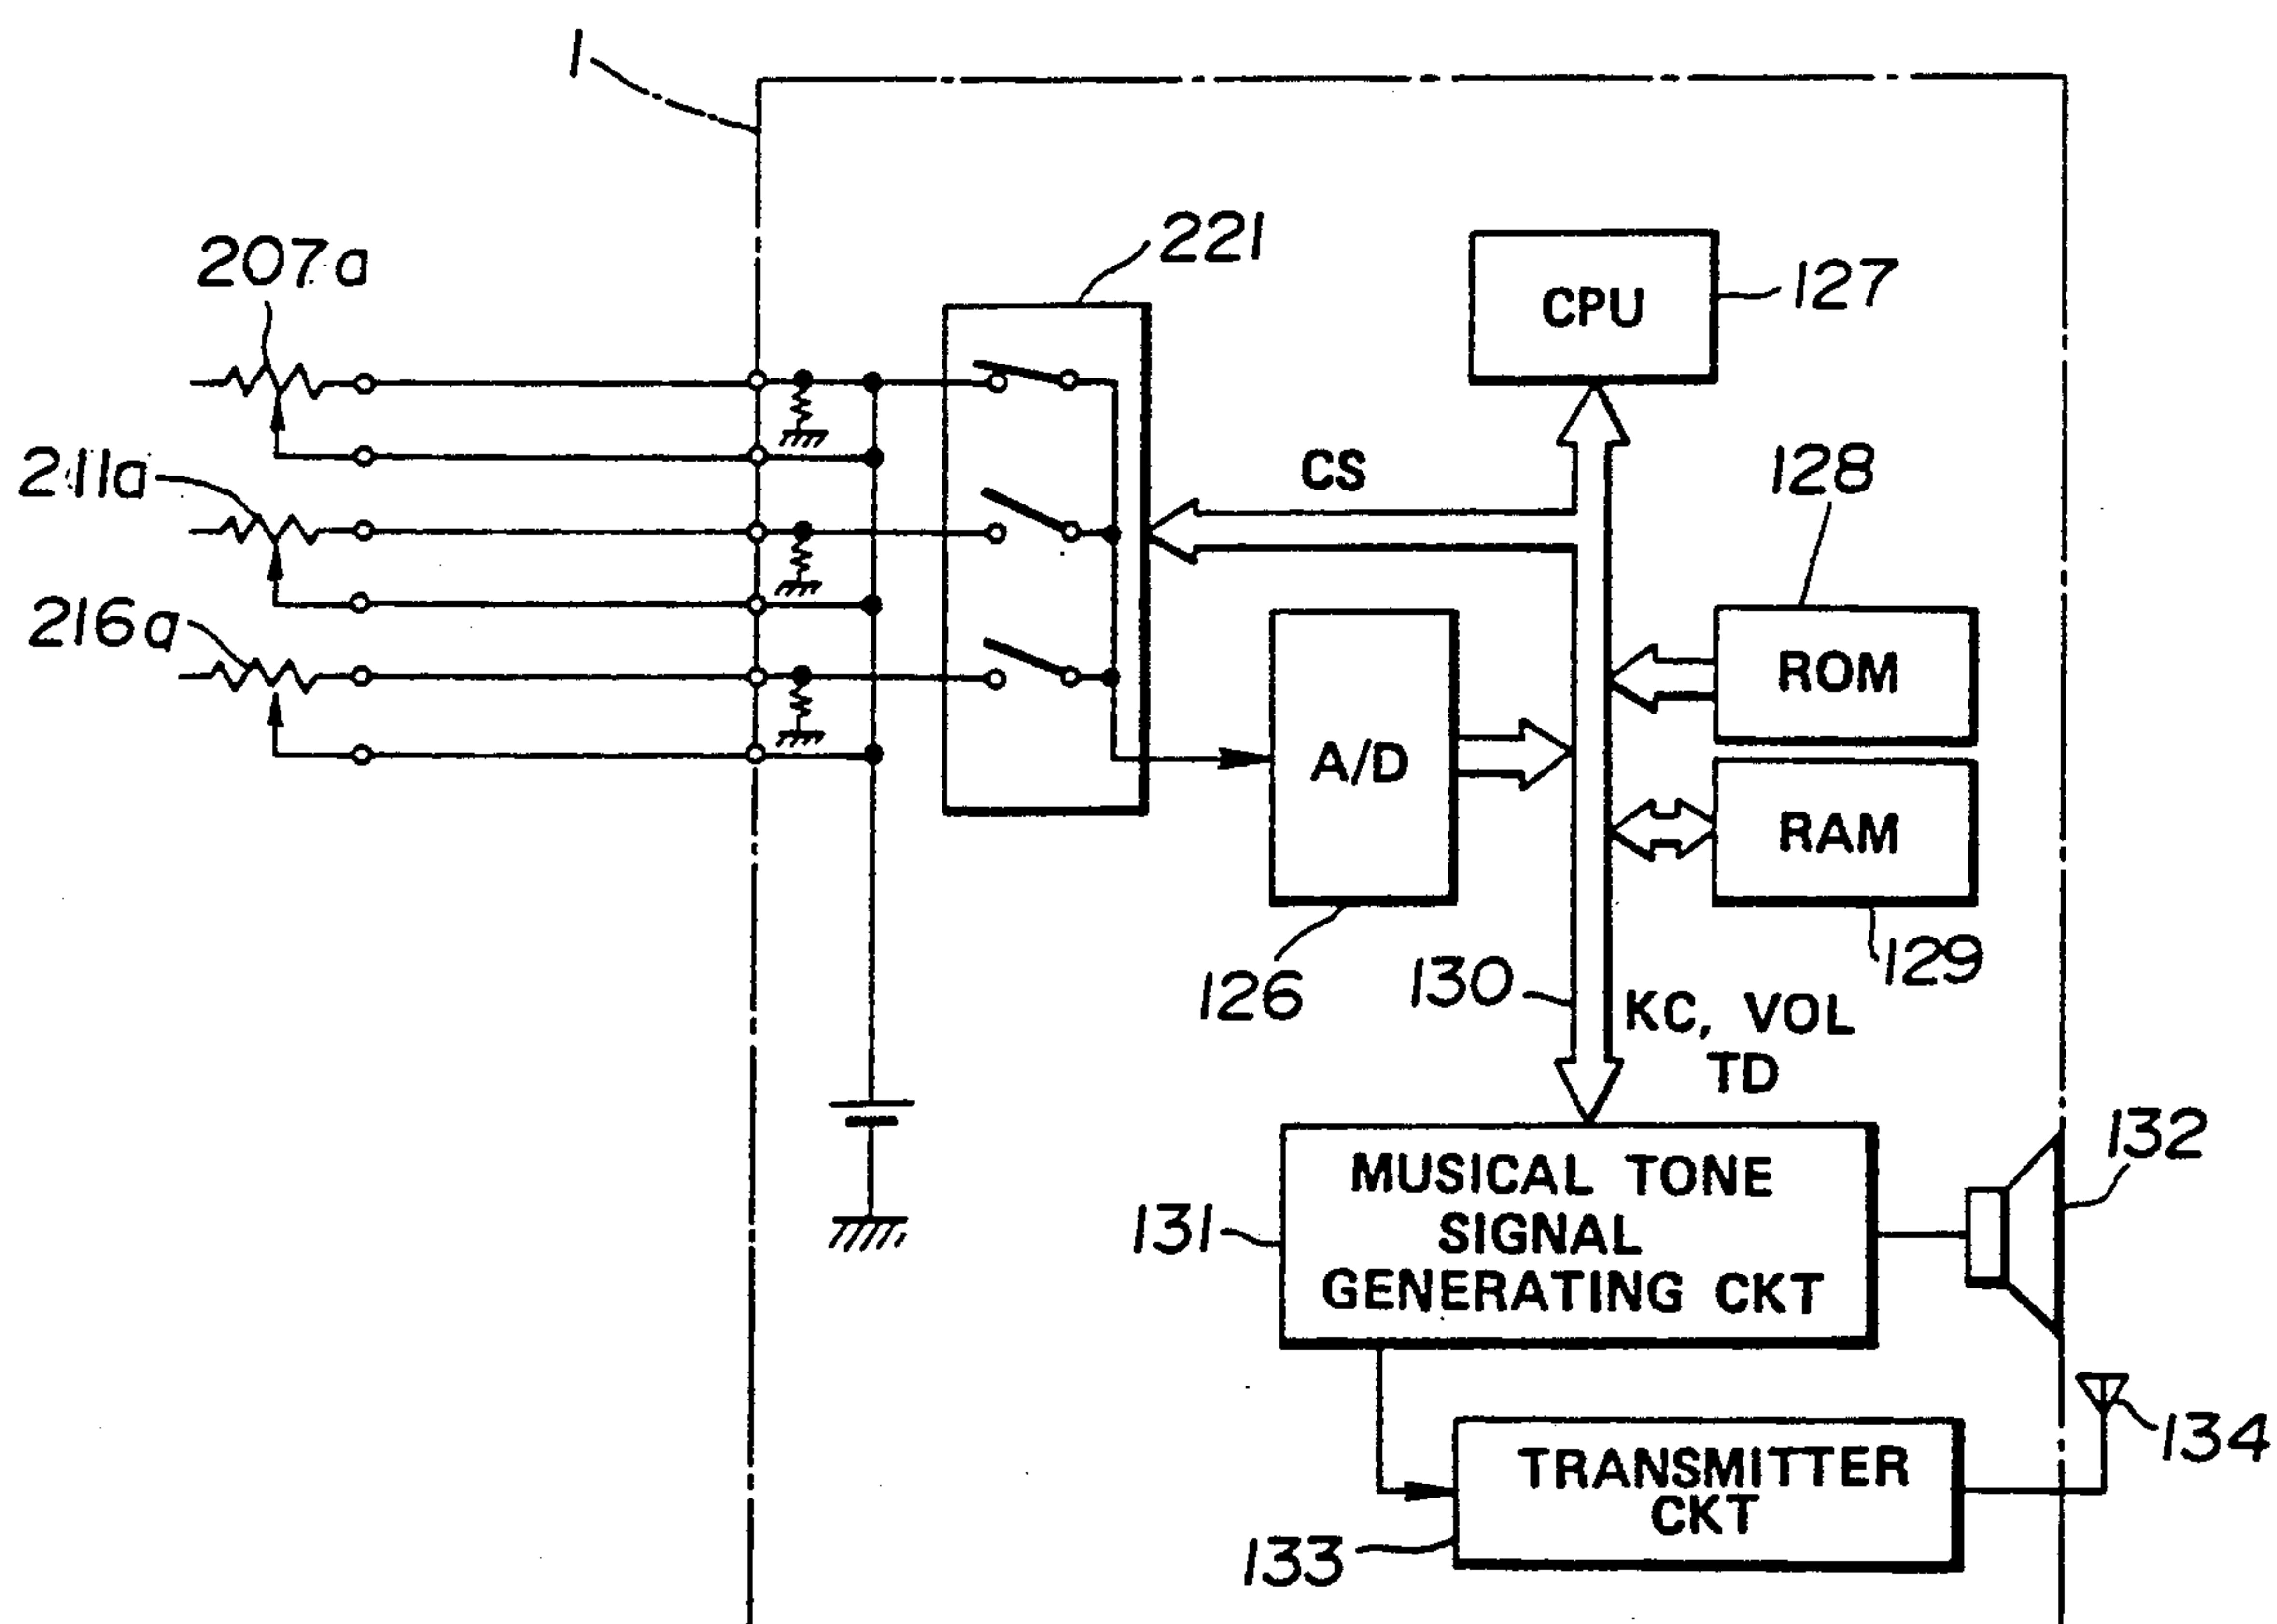 1
221
207a
CPU
127
211a
CS
128
216a
ROM
A/D
RAM
126
130
129
KC, VOL
TD
132
131
MUSICAL TONE
SIGNAL
GENERATING CKT
134
TRANSMITTER
CKT
133